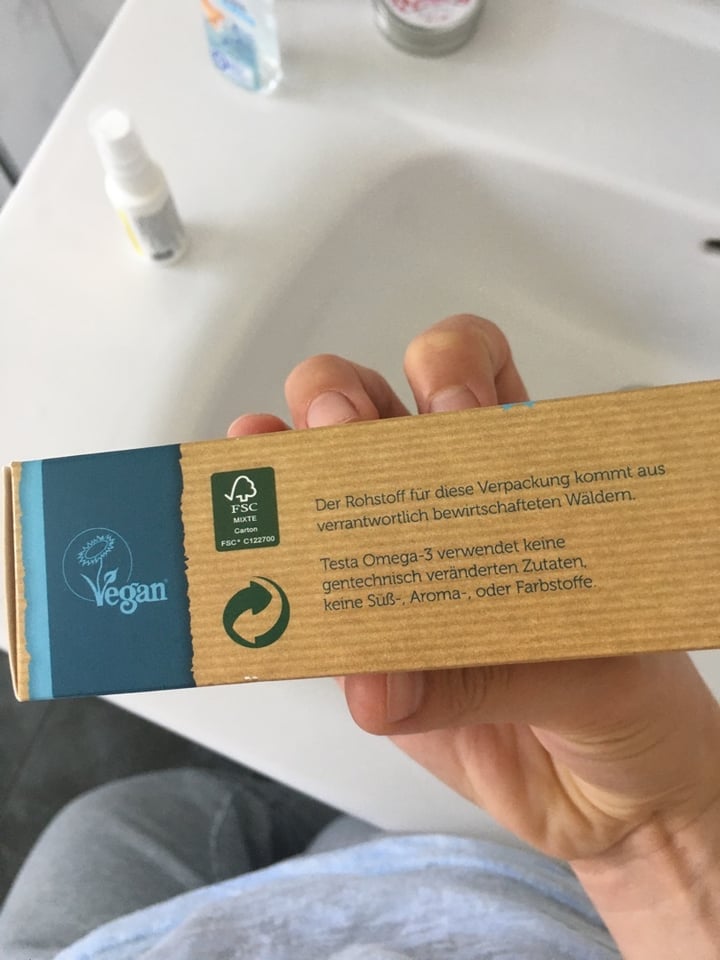 Vegan
FSC
MIXTE
Carton
FSC® C122700
Der Rohstoff für diese Verpackung kommt aus
verantwortlich bewirtschafteten Wäldern.
Testa Omega-3 verwendet keine
gentechnisch veränderten Zutaten,
keine Süß-, Aroma-, oder Farbstoffe.